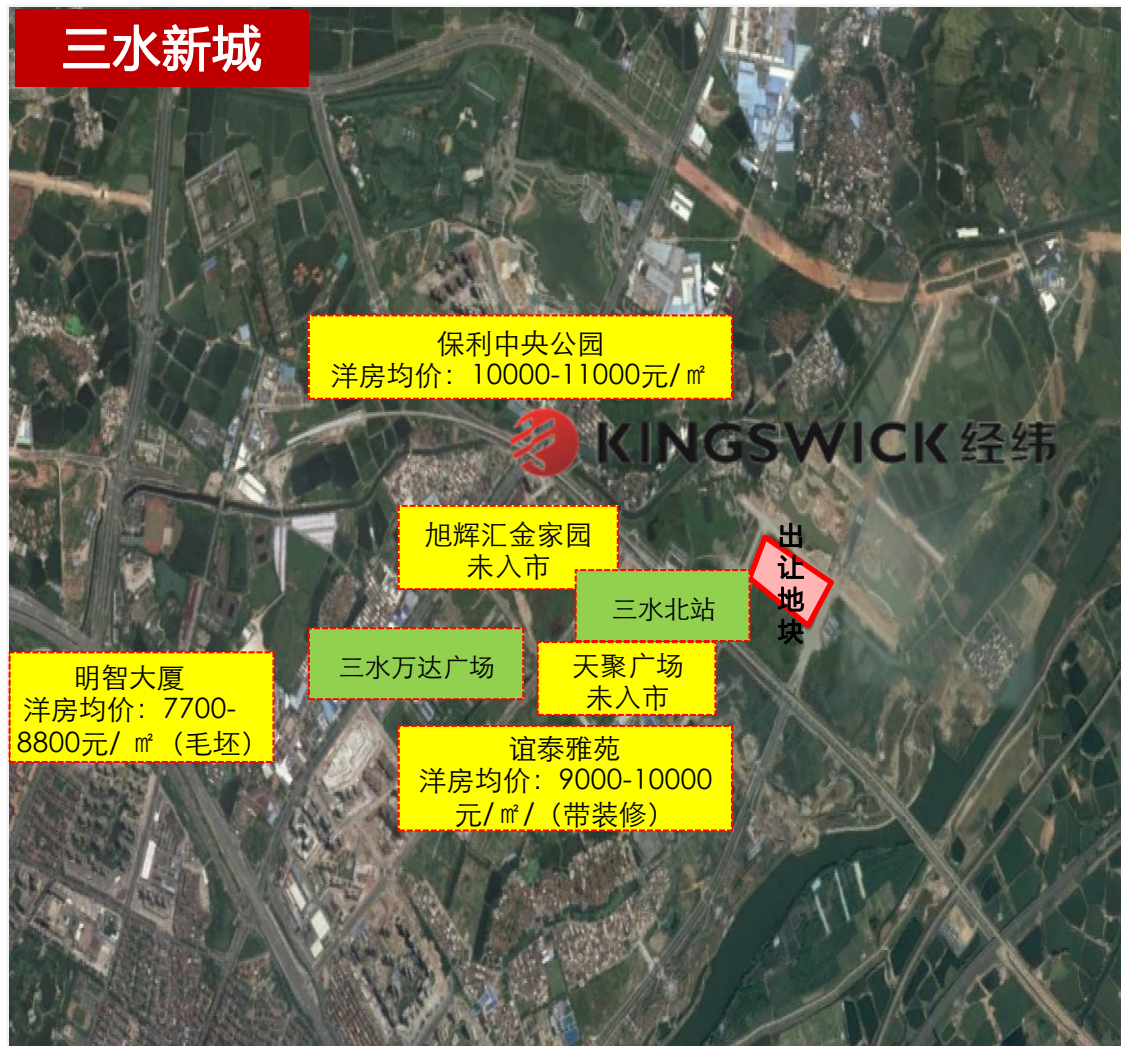 三水新城
保利中央公园
洋房均价：10000-11000元/㎡
KINGSWICK 经纬
旭辉汇金家园
未入市
出
让
地
块
三水北站
三水万达广场
天聚广场
未入市
明智大厦
洋房均价：7700-
8800元/ ㎡（毛坯）
谊泰雅苑
洋房均价：9000-10000
元/㎡/（带装修）